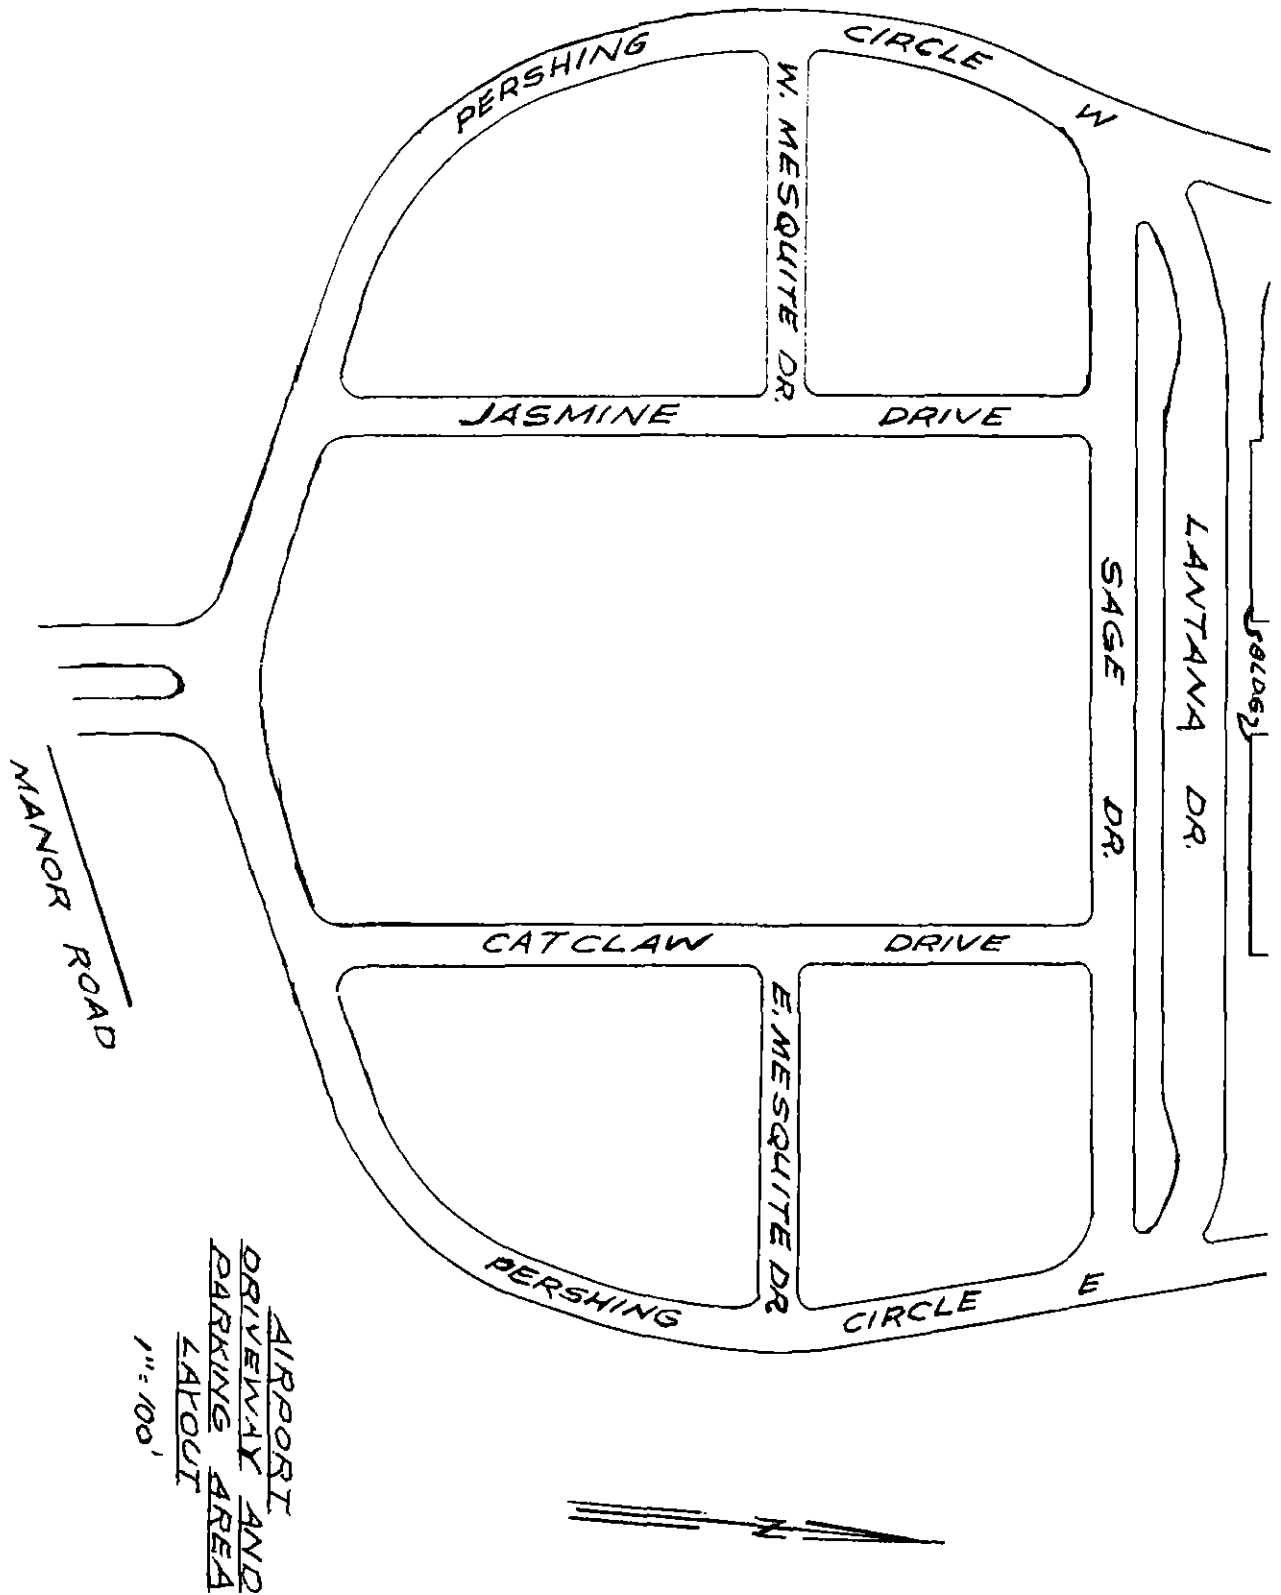 PERSHING CIRCLE W
W. MESQUITE DR.
JASMINE DRIVE
SAGE DR.
LANTANA DR.
BLDG
CATCLAW DRIVE
E. MESQUITE DR
PERSHING CIRCLE E
MANOR ROAD
AIRPORT
DRIVEWAY AND
PARKING AREA
LAYOUT
1"=100'
N